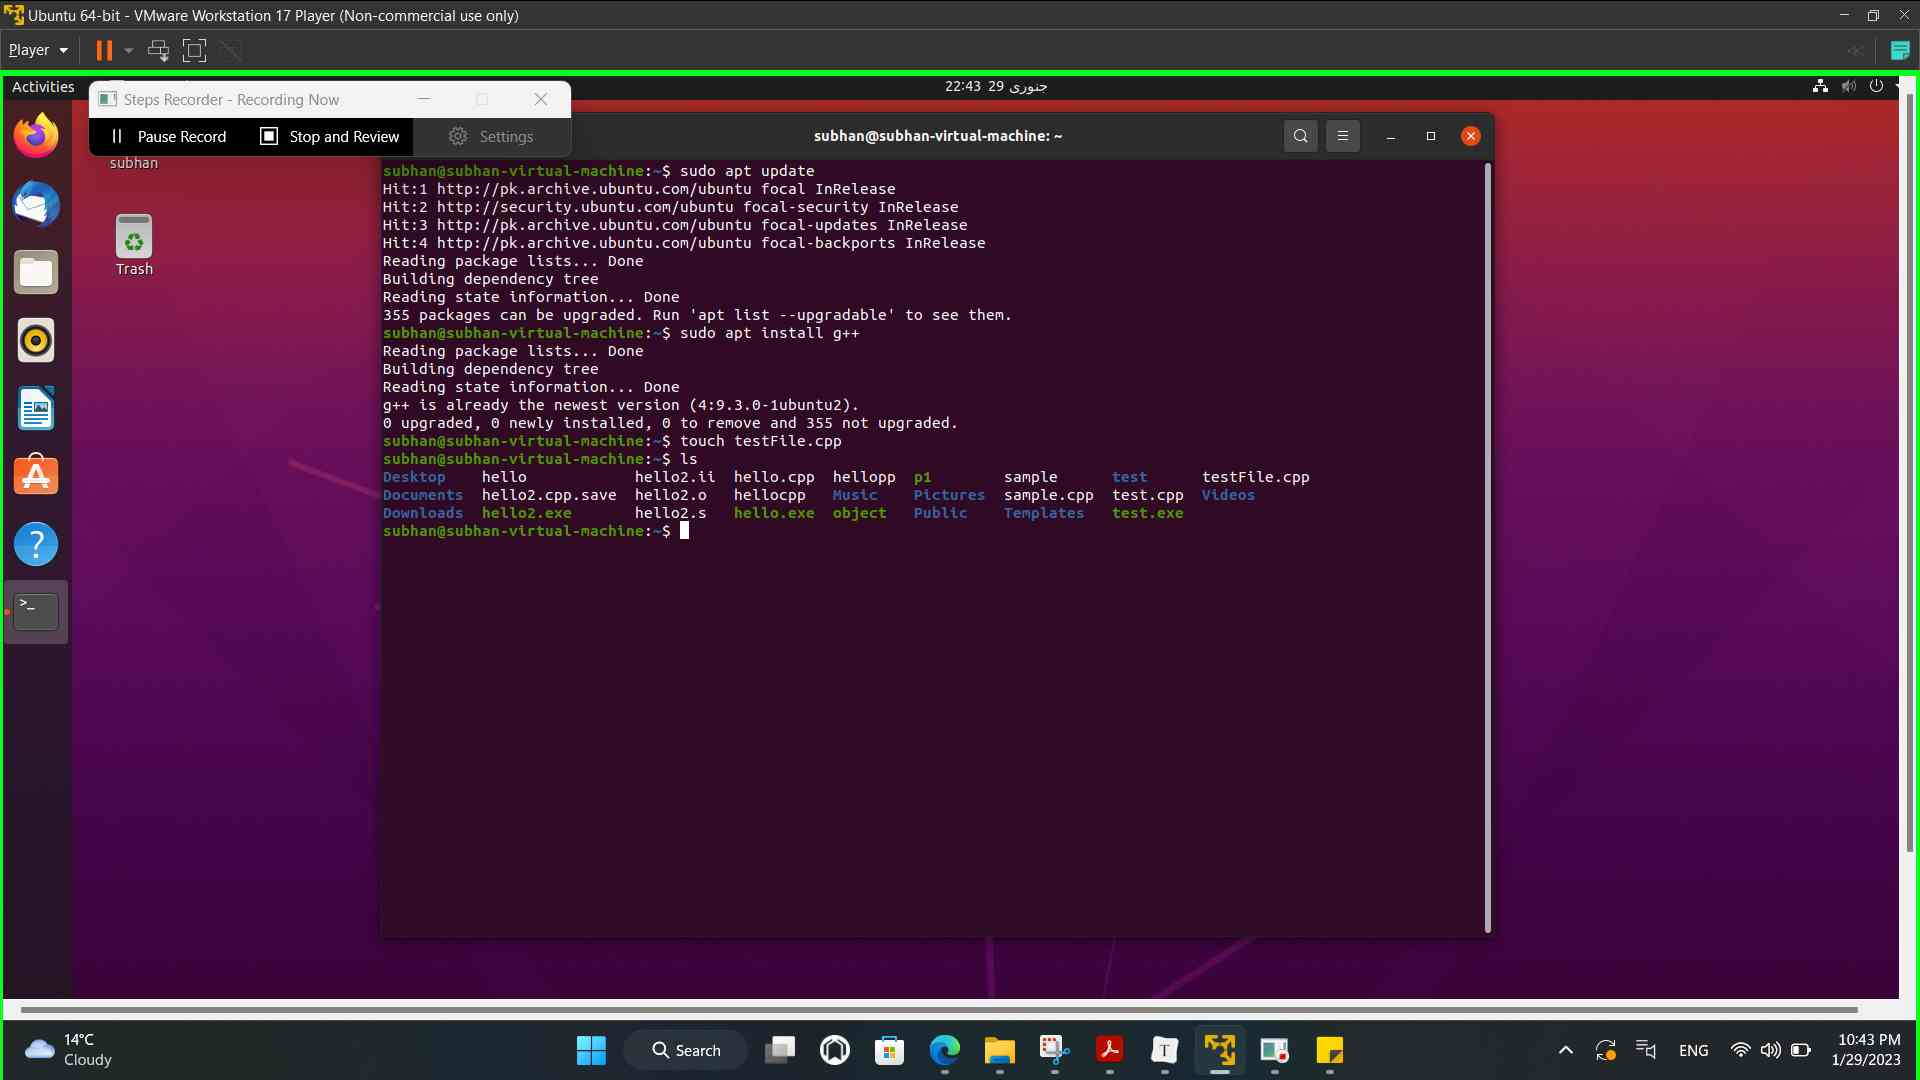 Ubuntu 64-bit - VMware Workstation 17 Player (Non-commercial use only)
Player
Activities
22:43 29 جنوری
Steps Recorder - Recording Now
Pause Record
Stop and Review
Settings
subhan
Trash
subhan@subhan-virtual-machine: ~
subhan@subhan-virtual-machine:~$ sudo apt update
Hit:1 http://pk.archive.ubuntu.com/ubuntu focal InRelease
Hit:2 http://security.ubuntu.com/ubuntu focal-security InRelease
Hit:3 http://pk.archive.ubuntu.com/ubuntu focal-updates InRelease
Hit:4 http://pk.archive.ubuntu.com/ubuntu focal-backports InRelease
Reading package lists... Done
Building dependency tree
Reading state information... Done
355 packages can be upgraded. Run 'apt list --upgradable' to see them.
subhan@subhan-virtual-machine:~$ sudo apt install g++
Reading package lists... Done
Building dependency tree
Reading state information... Done
g++ is already the newest version (4:9.3.0-1ubuntu2).
0 upgraded, 0 newly installed, 0 to remove and 355 not upgraded.
subhan@subhan-virtual-machine:~$ touch testFile.cpp
subhan@subhan-virtual-machine:~$ ls
Desktop hello hello2.ii hello.cpp hellopp p1 sample test testFile.cpp
Documents hello2.cpp.save hello2.o hellocpp Music Pictures sample.cpp test.cpp Videos
Downloads hello2.exe hello2.s hello.exe object Public Templates test.exe
subhan@subhan-virtual-machine:~$
14°C
Cloudy
Search
ENG
10:43 PM
1/29/2023